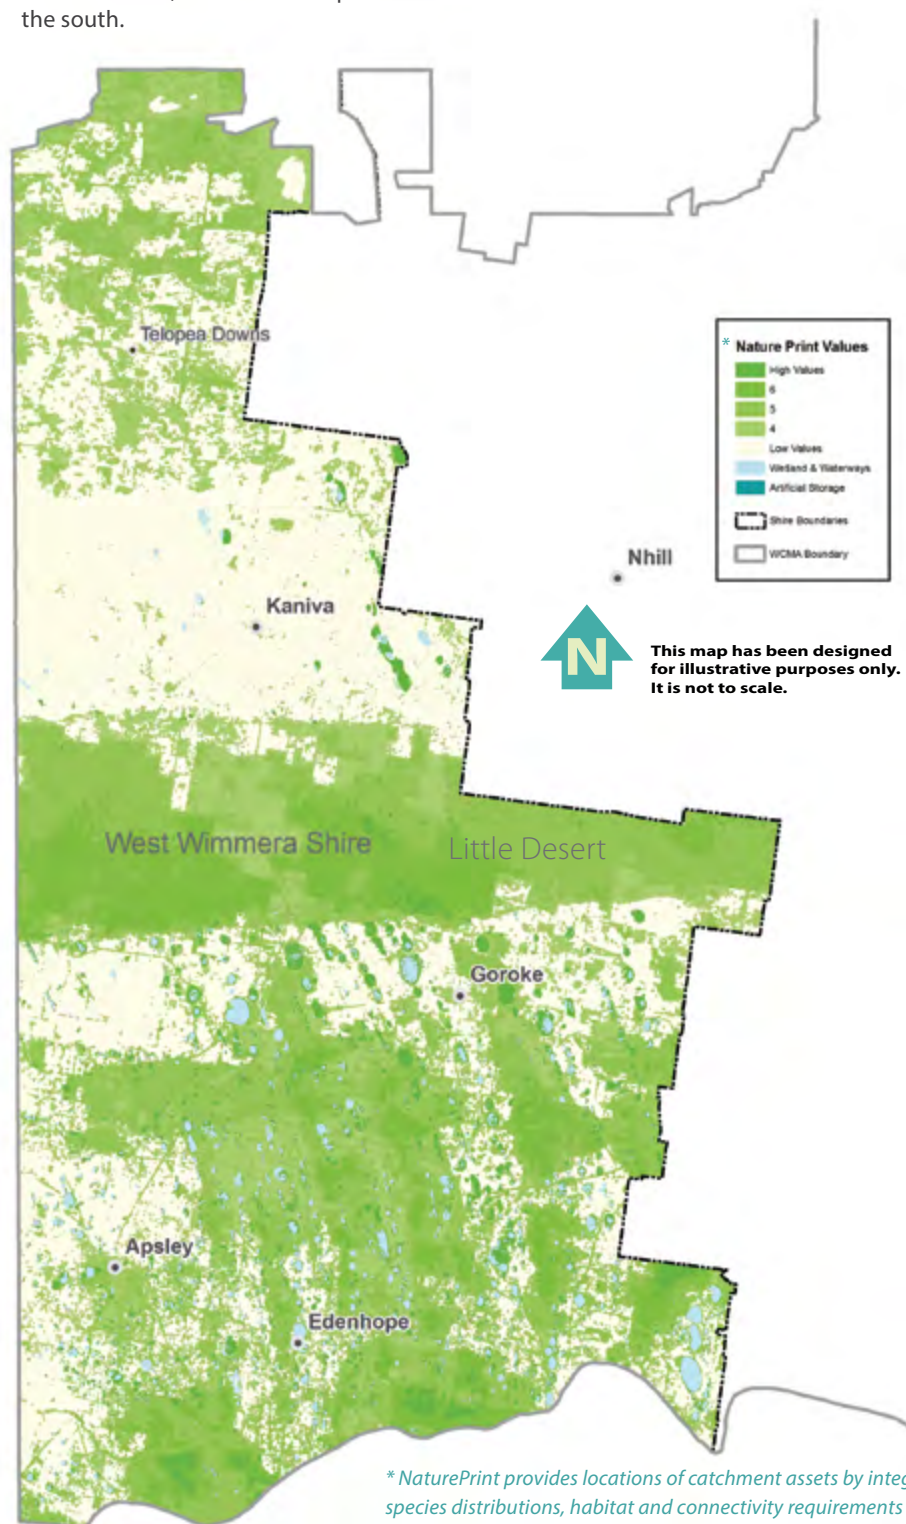 the south.
Telopea Downs
* Nature Print Values
High Values
6
5
4
Low Values
Wetland & Waterways
Artificial Storage
Shire Boundaries
WCMA Boundary
Nhill
Kaniva
N
This map has been designed
for illustrative purposes only.
It is not to scale.
West Wimmera Shire
Little Desert
Goroke
Apsley
Edenhope
* NaturePrint provides locations of catchment assets by
species distributions, habitat and connectivity requirements